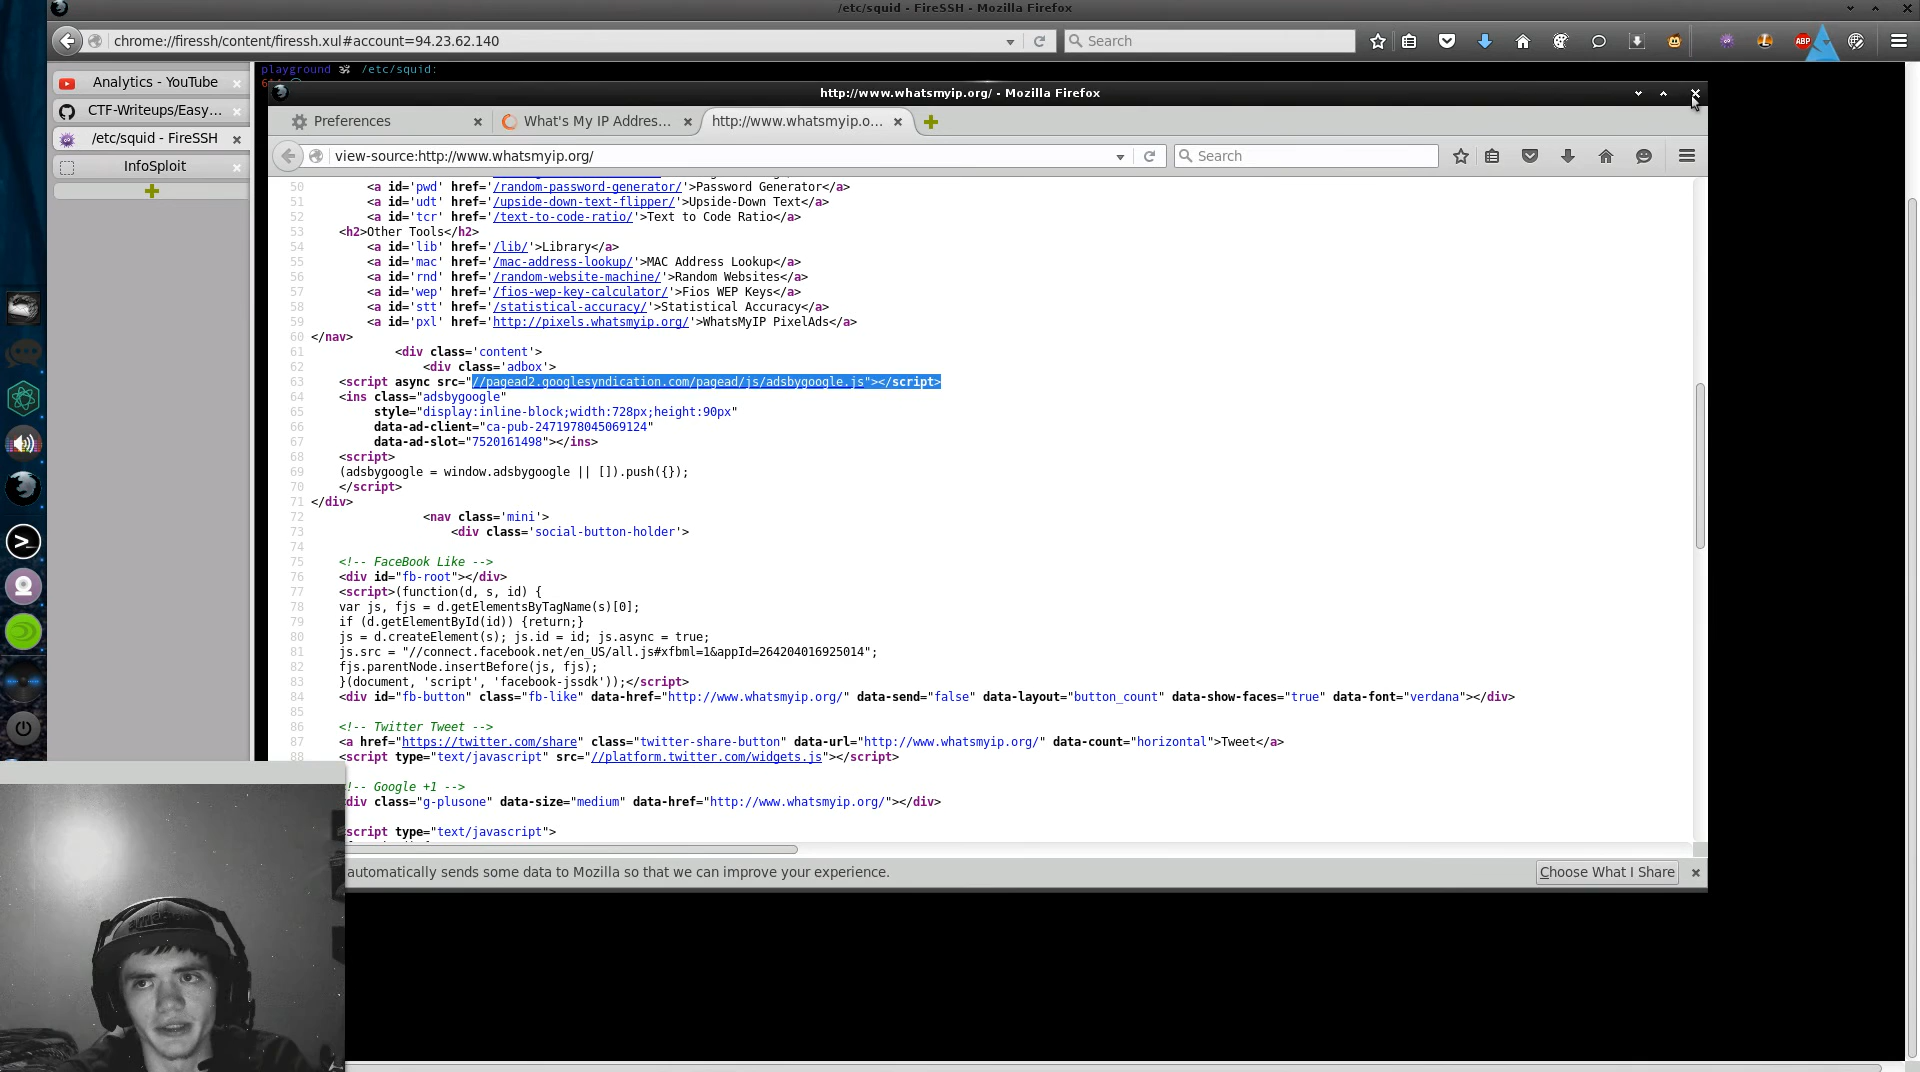 /etc/squid - FireSSH - Mozilla Firefox
chrome://firessh/content/firessh.xul#account=94.23.62.140
Search
ABP
playground /etc/squid:
Analytics - YouTube
CTF-Writeups/Easy...
/etc/squid - FireSSH
InfoSploit
http://www.whatsmyip.org/ - Mozilla Firefox
Preferences
What's My IP Addres...
http://www.whatsmyip.o...
view-source:http://www.whatsmyip.org/
Search
50 <a id='pwd' href='/random-password-generator/'>Password Generator</a>
51 <a id='udt' href='/upside-down-text-flipper/'>Upside-Down Text</a>
52 <a id='tcr' href='/text-to-code-ratio/'>Text to Code Ratio</a>
53 <h2>Other Tools</h2>
54 <a id='lib' href='/lib/'>Library</a>
55 <a id='mac' href='/mac-address-lookup/'>MAC Address Lookup</a>
56 <a id='rnd' href='/random-website-machine/'>Random Websites</a>
57 <a id='wep' href='/fios-wep-key-calculator/'>Fios WEP Keys</a>
58 <a id='stt' href='/statistical-accuracy/'>Statistical Accuracy</a>
59 <a id='pxl' href='http://pixels.whatsmyip.org/'>WhatsMyIP PixelAds</a>
60 </nav>
61 <div class='content'>
62 <div class='adbox'>
63 <script async src="//pagead2.googlesyndication.com/pagead/js/adsbygoogle.js"></script>
64 <ins class="adsbygoogle"
65 style="display:inline-block;width:728px;height:90px"
66 data-ad-client="ca-pub-2471978045069124"
67 data-ad-slot="7520161498"></ins>
68 <script>
69 (adsbygoogle = window.adsbygoogle || []).push({});
70 </script>
71 </div>
72 <nav class='mini'>
73 <div class='social-button-holder'>
74
75 <!-- FaceBook Like -->
76 <div id="fb-root"></div>
77 <script>(function(d, s, id) {
78 var js, fjs = d.getElementsByTagName(s)[0];
79 if (d.getElementById(id)) {return;}
80 js = d.createElement(s); js.id = id; js.async = true;
81 js.src = "//connect.facebook.net/en_US/all.js#xfbml=1&appId=264204016925014";
82 fjs.parentNode.insertBefore(js, fjs);
83 }(document, 'script', 'facebook-jssdk'));</script>
84 <div id="fb-button" class="fb-like" data-href="http://www.whatsmyip.org/" data-send="false" data-layout="button_count" data-show-faces="true" data-font="verdana"></div>
85
86 <!-- Twitter Tweet -->
87 <a href="https://twitter.com/share" class="twitter-share-button" data-url="http://www.whatsmyip.org/" data-count="horizontal">Tweet</a>
88 <script type="text/javascript" src="//platform.twitter.com/widgets.js"></script>
!-- Google +1 -->
div class="g-plusone" data-size="medium" data-href="http://www.whatsmyip.org/"></div>
script type="text/javascript">
automatically sends some data to Mozilla so that we can improve your experience.
Choose What I Share